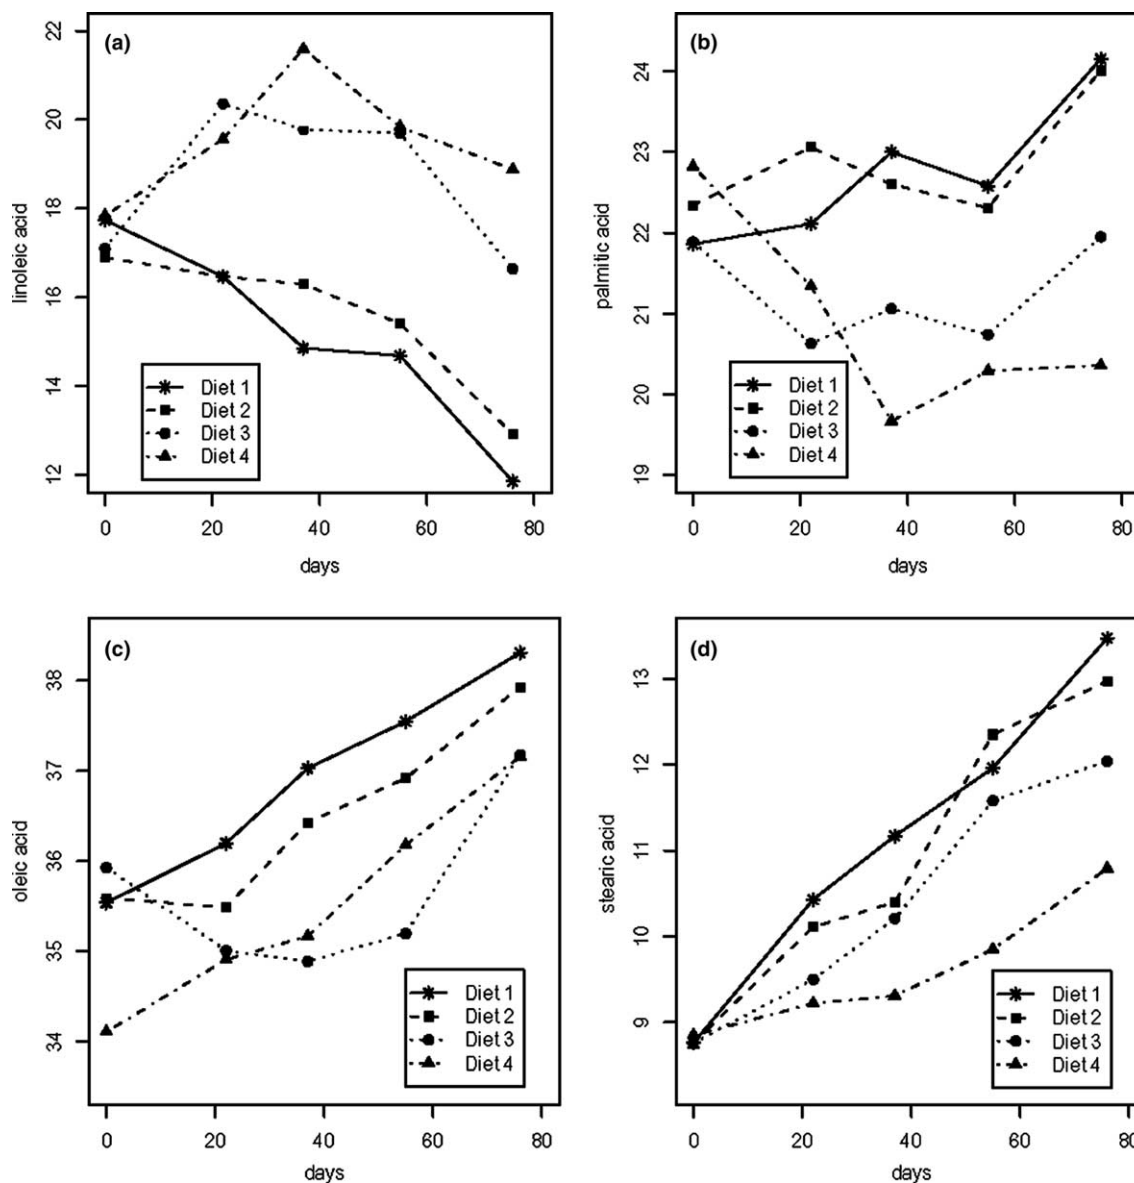 (a)
linoleic acid
22
20
18
16
14
12
Diet 1
Diet 2
Diet 3
Diet 4
0 20 40 60 80
days
(b)
palmitic acid
24
23
22
21
20
19
Diet 1
Diet 2
Diet 3
Diet 4
0 20 40 60 80
days
(c)
oleic acid
38
37
36
35
34
Diet 1
Diet 2
Diet 3
Diet 4
0 20 40 60 80
days
(d)
stearic acid
13
12
11
10
9
Diet 1
Diet 2
Diet 3
Diet 4
0 20 40 60 80
days